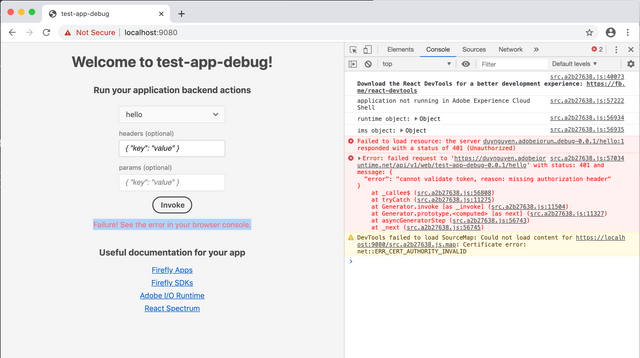 test-app-debug
Not Secure | localhost:9080
Welcome to test-app-debug!
Run your application backend actions
hello
headers (optional)
{ "key": "value" }
params (optional)
{ "key": "value" }
Invoke
Failure! See the error in your browser console.
Useful documentation for your app
Firefly Apps
Firefly SDKs
Adobe I/O Runtime
React Spectrum
Elements Console Sources Network » 2
top Filter Default levels
src.a2b27638.js:40073
Download the React DevTools for a better development experience: https://fb.
me/react-devtools
application not running in Adobe Experience Cloud src.a2b27638.js:57222
Shell
runtime object: ▸ Object src.a2b27638.js:56934
ims object: ▸ Object src.a2b27638.js:56935
Failed to load resource: the server duynguyen.adobeiorun…debug-0.0.1/hello:1
responded with a status of 401 (Unauthorized)
▸ Error: failed request to 'https://duynguyen.adobeior src.a2b27638.js:57034
untime.net/api/v1/web/test-app-debug-0.0.1/hello' with status: 401 and
message: {
"error": "cannot validate token, reason: missing authorization header"
}
at _callee$ (src.a2b27638.js:56808)
at tryCatch (src.a2b27638.js:11275)
at Generator.invoke [as _invoke] (src.a2b27638.js:11504)
at Generator.prototype.<computed> [as next] (src.a2b27638.js:11327)
at asyncGeneratorStep (src.a2b27638.js:56743)
at _next (src.a2b27638.js:56745)
DevTools failed to load SourceMap: Could not load content for https://localh
ost:9080/src.a2b27638.js.map: Certificate error:
net::ERR_CERT_AUTHORITY_INVALID